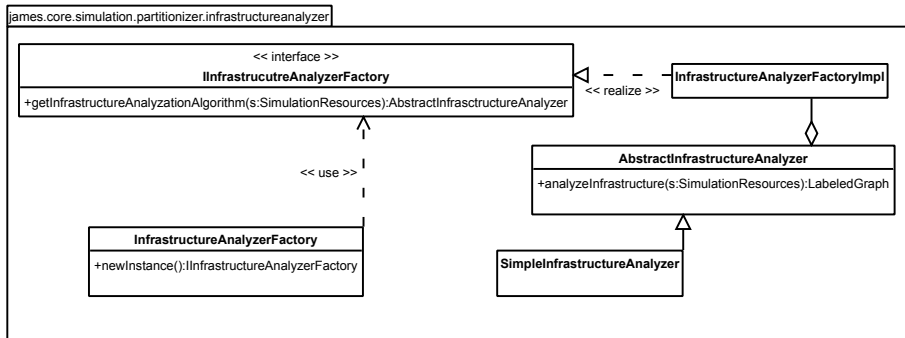 james.core.simulation.partitionizer.infrastructureanalyzer
<< interface >>
IInfrastrucutreAnalyzerFactory
+getInfrastructureAnalyzationAlgorithm(s:SimulationResources):AbstractInfrasctructureAnalyzer
<< realize >>
InfrastructureAnalyzerFactoryImpl
AbstractInfrastructureAnalyzer
+analyzeInfrastructure(s:SimulationResources):LabeledGraph
<< use >>
InfrastructureAnalyzerFactory
+newInstance():IInfrastructureAnalyzerFactory
SimpleInfrastructureAnalyzer